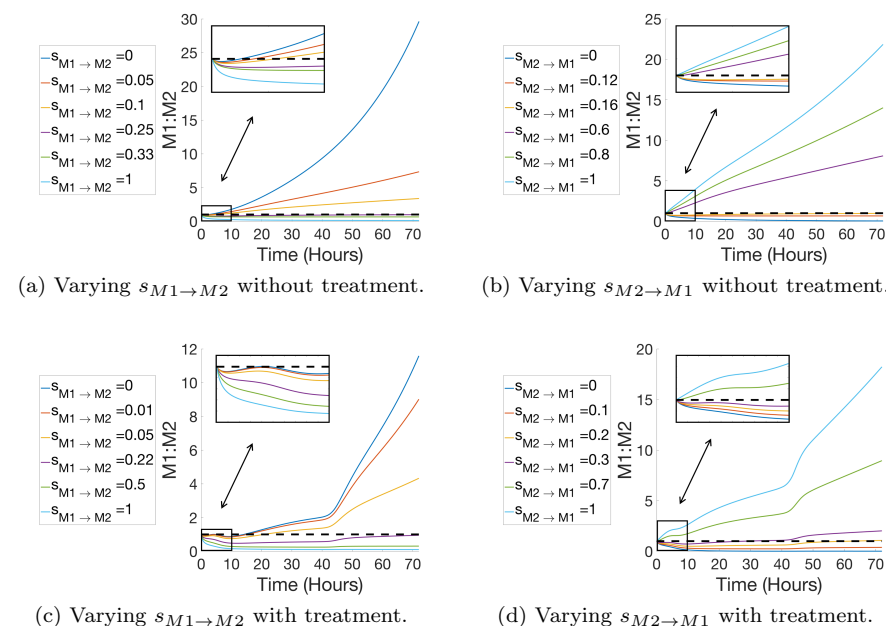 30
25
20
15
10
5
0
M1:M2
s_{M1 → M2} =0
s_{M1 → M2} =0.05
s_{M1 → M2} =0.1
s_{M1 → M2} =0.25
s_{M1 → M2} =0.33
s_{M1 → M2} =1
0 10 20 30 40 50 60 70
Time (Hours)
(a) Varying s_{M1→M2} without treatment.
25
20
15
10
5
0
M1:M2
s_{M2 → M1} =0
s_{M2 → M1} =0.12
s_{M2 → M1} =0.16
s_{M2 → M1} =0.6
s_{M2 → M1} =0.8
s_{M2 → M1} =1
0 10 20 30 40 50 60 70
Time (Hours)
(b) Varying s_{M2→M1} without treatment.
12
10
8
6
4
2
0
M1:M2
s_{M1 → M2} =0
s_{M1 → M2} =0.01
s_{M1 → M2} =0.05
s_{M1 → M2} =0.22
s_{M1 → M2} =0.5
s_{M1 → M2} =1
0 10 20 30 40 50 60 70
Time (Hours)
(c) Varying s_{M1→M2} with treatment.
20
15
10
5
0
M1:M2
s_{M2 → M1} =0
s_{M2 → M1} =0.1
s_{M2 → M1} =0.2
s_{M2 → M1} =0.3
s_{M2 → M1} =0.7
s_{M2 → M1} =1
0 10 20 30 40 50 60 70
Time (Hours)
(d) Varying s_{M2→M1} with treatment.